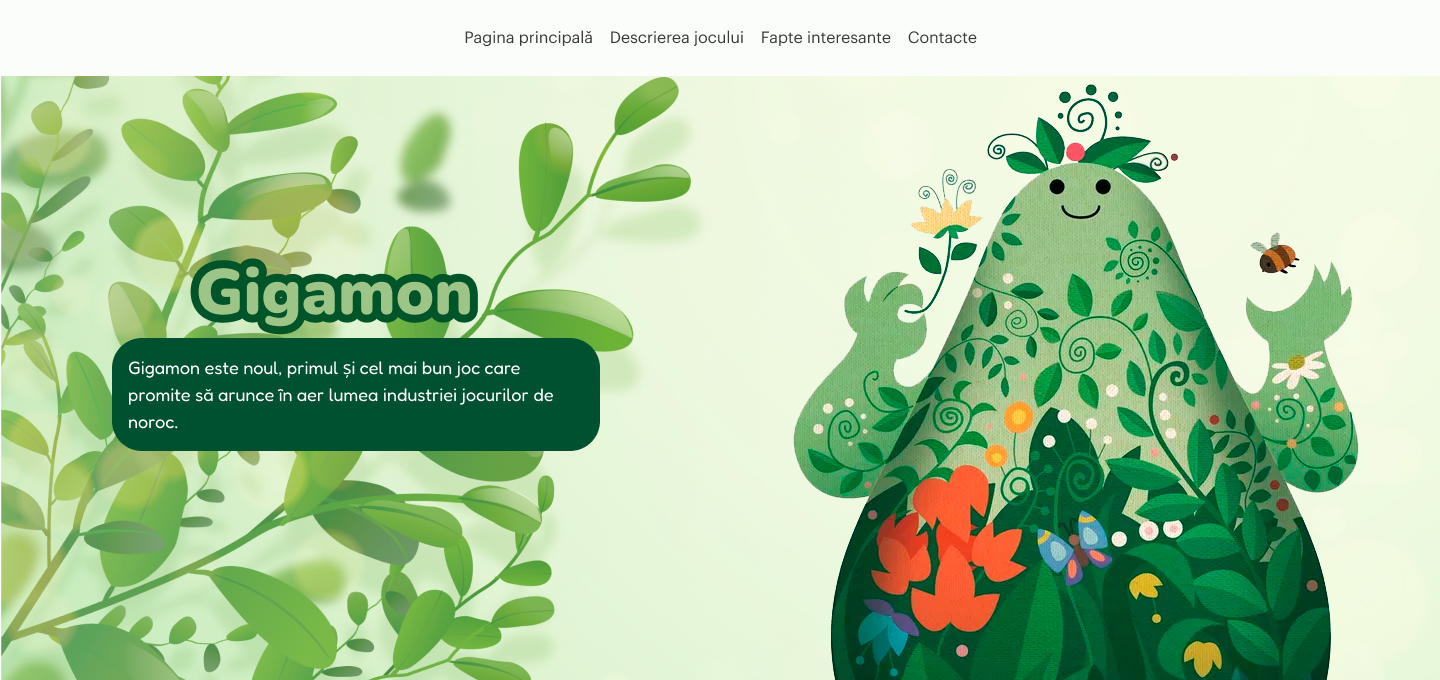 Pagina principală Descrierea jocului Fapte interesante Contacte
Gigamon
Gigamon este noul, primul și cel mai bun joc care
promite să arunce în aer lumea industriei jocurilor de
noroc.